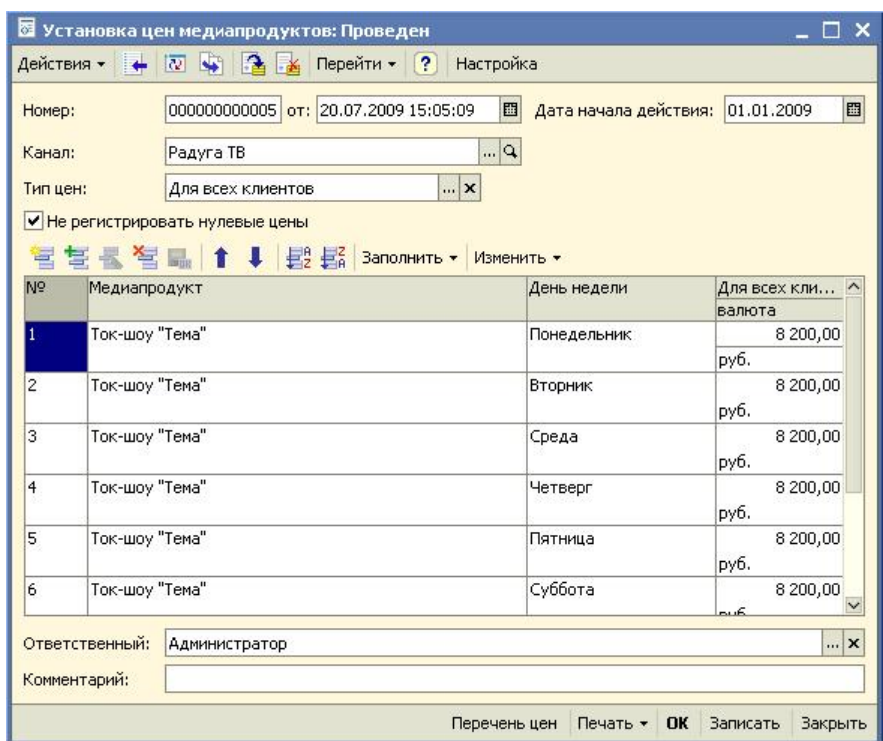 Установка цен медиапродуктов: Проведен
Действия Перейти ? Настройка
Номер: 000000000005 от: 20.07.2009 15:05:09 Дата начала действия: 01.01.2009
Канал: Радуга ТВ ...
Тип цен: Для всех клиентов ... x
Не регистрировать нулевые цены
Заполнить Изменить
№ Медиапродукт День недели Для всех кли...
валюта
1 Ток-шоу "Тема" Понедельник 8 200,00
руб.
2 Ток-шоу "Тема" Вторник 8 200,00
руб.
3 Ток-шоу "Тема" Среда 8 200,00
руб.
4 Ток-шоу "Тема" Четверг 8 200,00
руб.
5 Ток-шоу "Тема" Пятница 8 200,00
руб.
6 Ток-шоу "Тема" Суббота 8 200,00
Ответственный: Администратор ... x
Комментарий:
Перечень цен Печать ОК Записать Закрыть